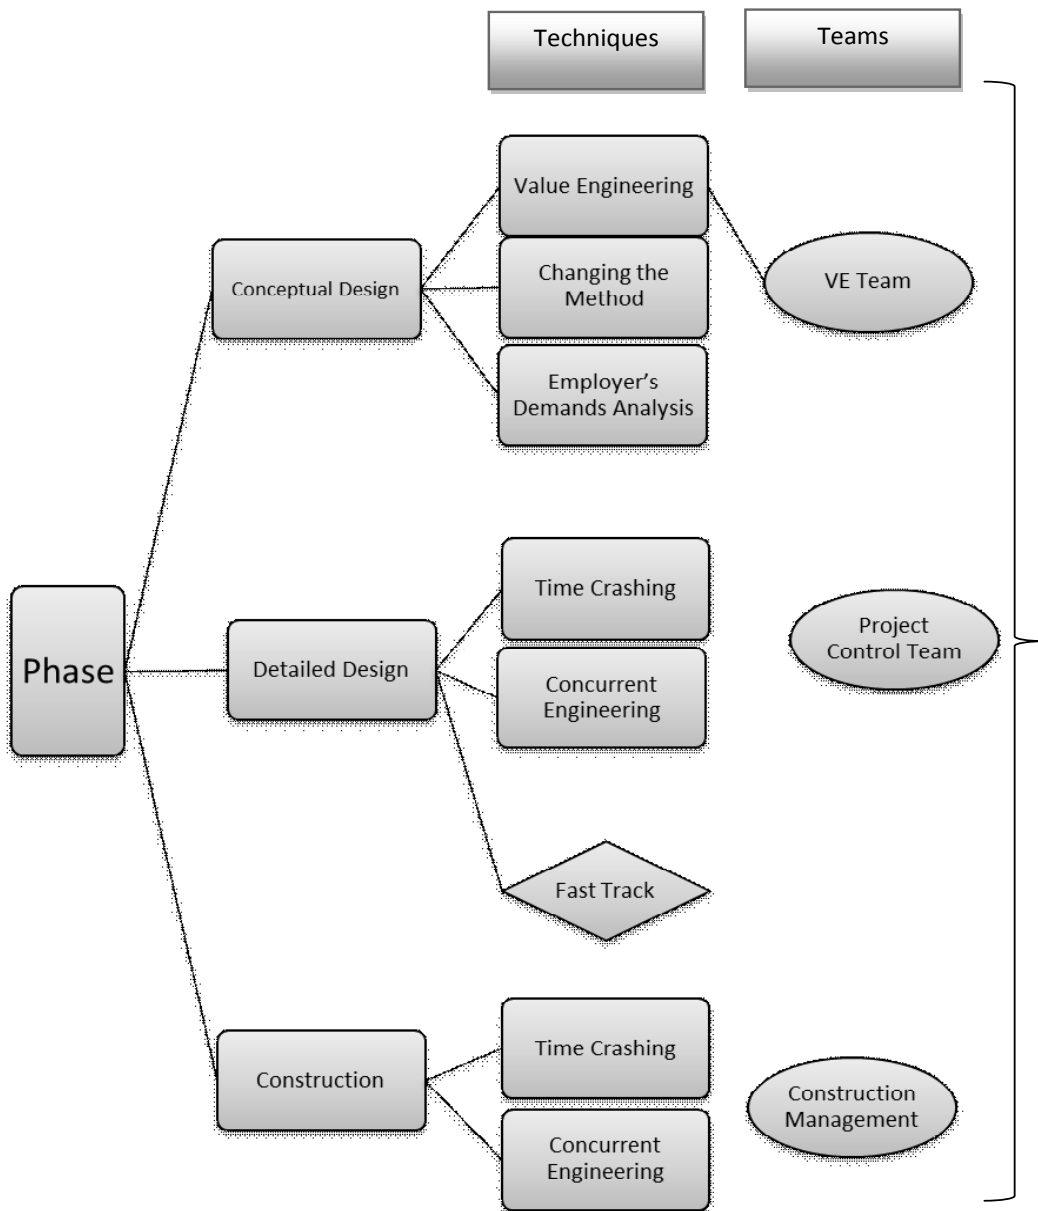 Techniques
Teams
Value Engineering
Changing the
Method
Conceptual Design
VE Team
Employer’s
Demands Analysis
Time Crashing
Project
Control Team
Phase
Detailed Design
Concurrent
Engineering
Fast Track
Time Crashing
Construction
Construction
Management
Concurrent
Engineering